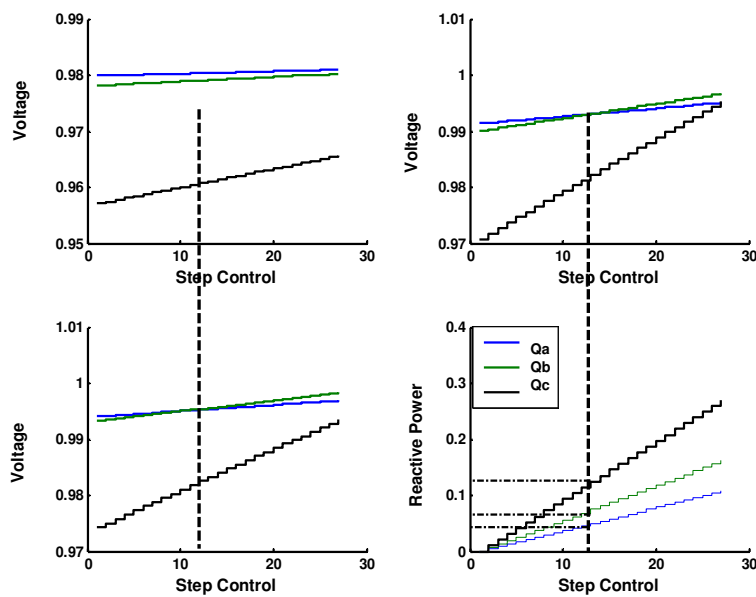 0.99
0.98
0.97
0.96
0.95
0 10 20 30
Voltage
Step Control
1.01
1
0.99
0.98
0.97
0 10 20 30
Voltage
Step Control
1.01
1
0.99
0.98
0.97
0 10 20 30
Voltage
Step Control
0.4
0.3
0.2
0.1
0
0 10 20 30
Reactive Power
Step Control
Qa
Qb
Qc